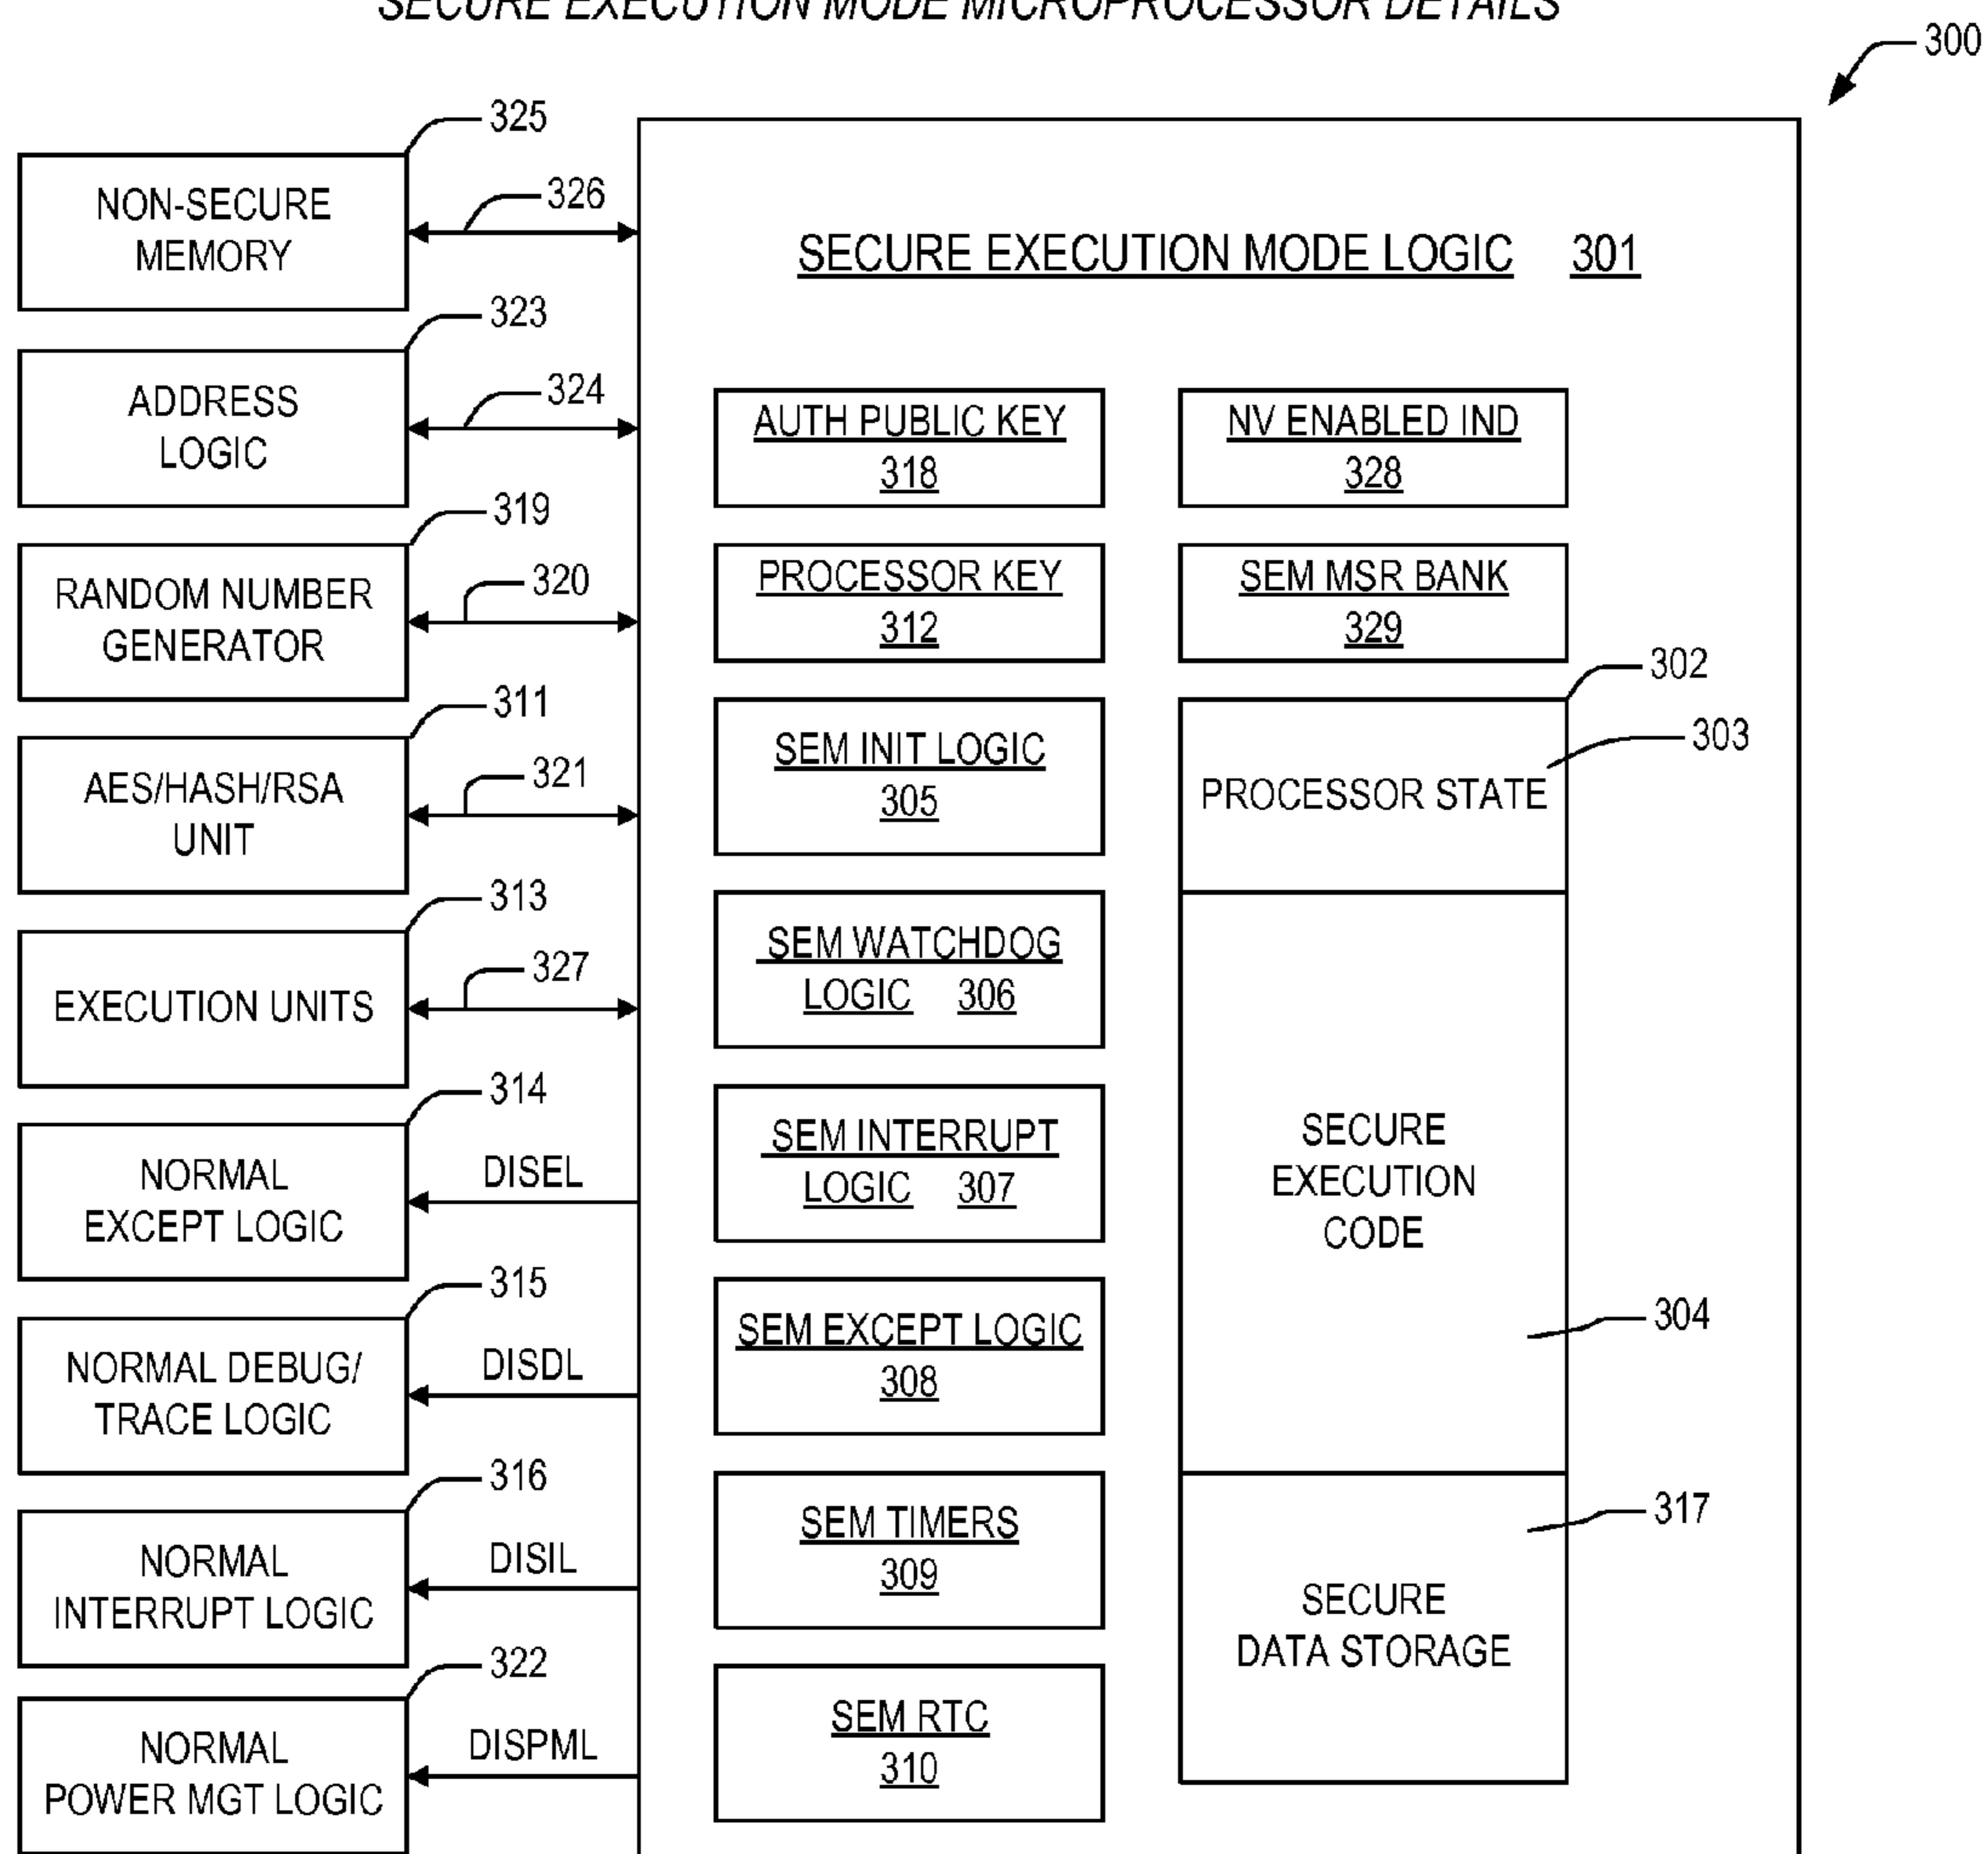 SECURE EXECUTION MODE MICROPROCESSOR DETAILS
300
325
NON-SECURE
MEMORY
326
SECURE EXECUTION MODE LOGIC 301
323
ADDRESS
LOGIC
324
AUTH PUBLIC KEY
318
NV ENABLED IND
328
319
RANDOM NUMBER
GENERATOR
320
PROCESSOR KEY
312
SEM MSR BANK
329
302
303
311
AES/HASH/RSA
UNIT
321
SEM INIT LOGIC
305
PROCESSOR STATE
313
EXECUTION UNITS
327
SEM WATCHDOG
LOGIC 306
314
NORMAL
EXCEPT LOGIC
DISEL
SEM INTERRUPT
LOGIC 307
SECURE
EXECUTION
CODE
304
315
NORMAL DEBUG/
TRACE LOGIC
DISDL
SEM EXCEPT LOGIC
308
316
NORMAL
INTERRUPT LOGIC
DISIL
SEM TIMERS
309
317
SECURE
DATA STORAGE
322
NORMAL
POWER MGT LOGIC
DISPML
SEM RTC
310